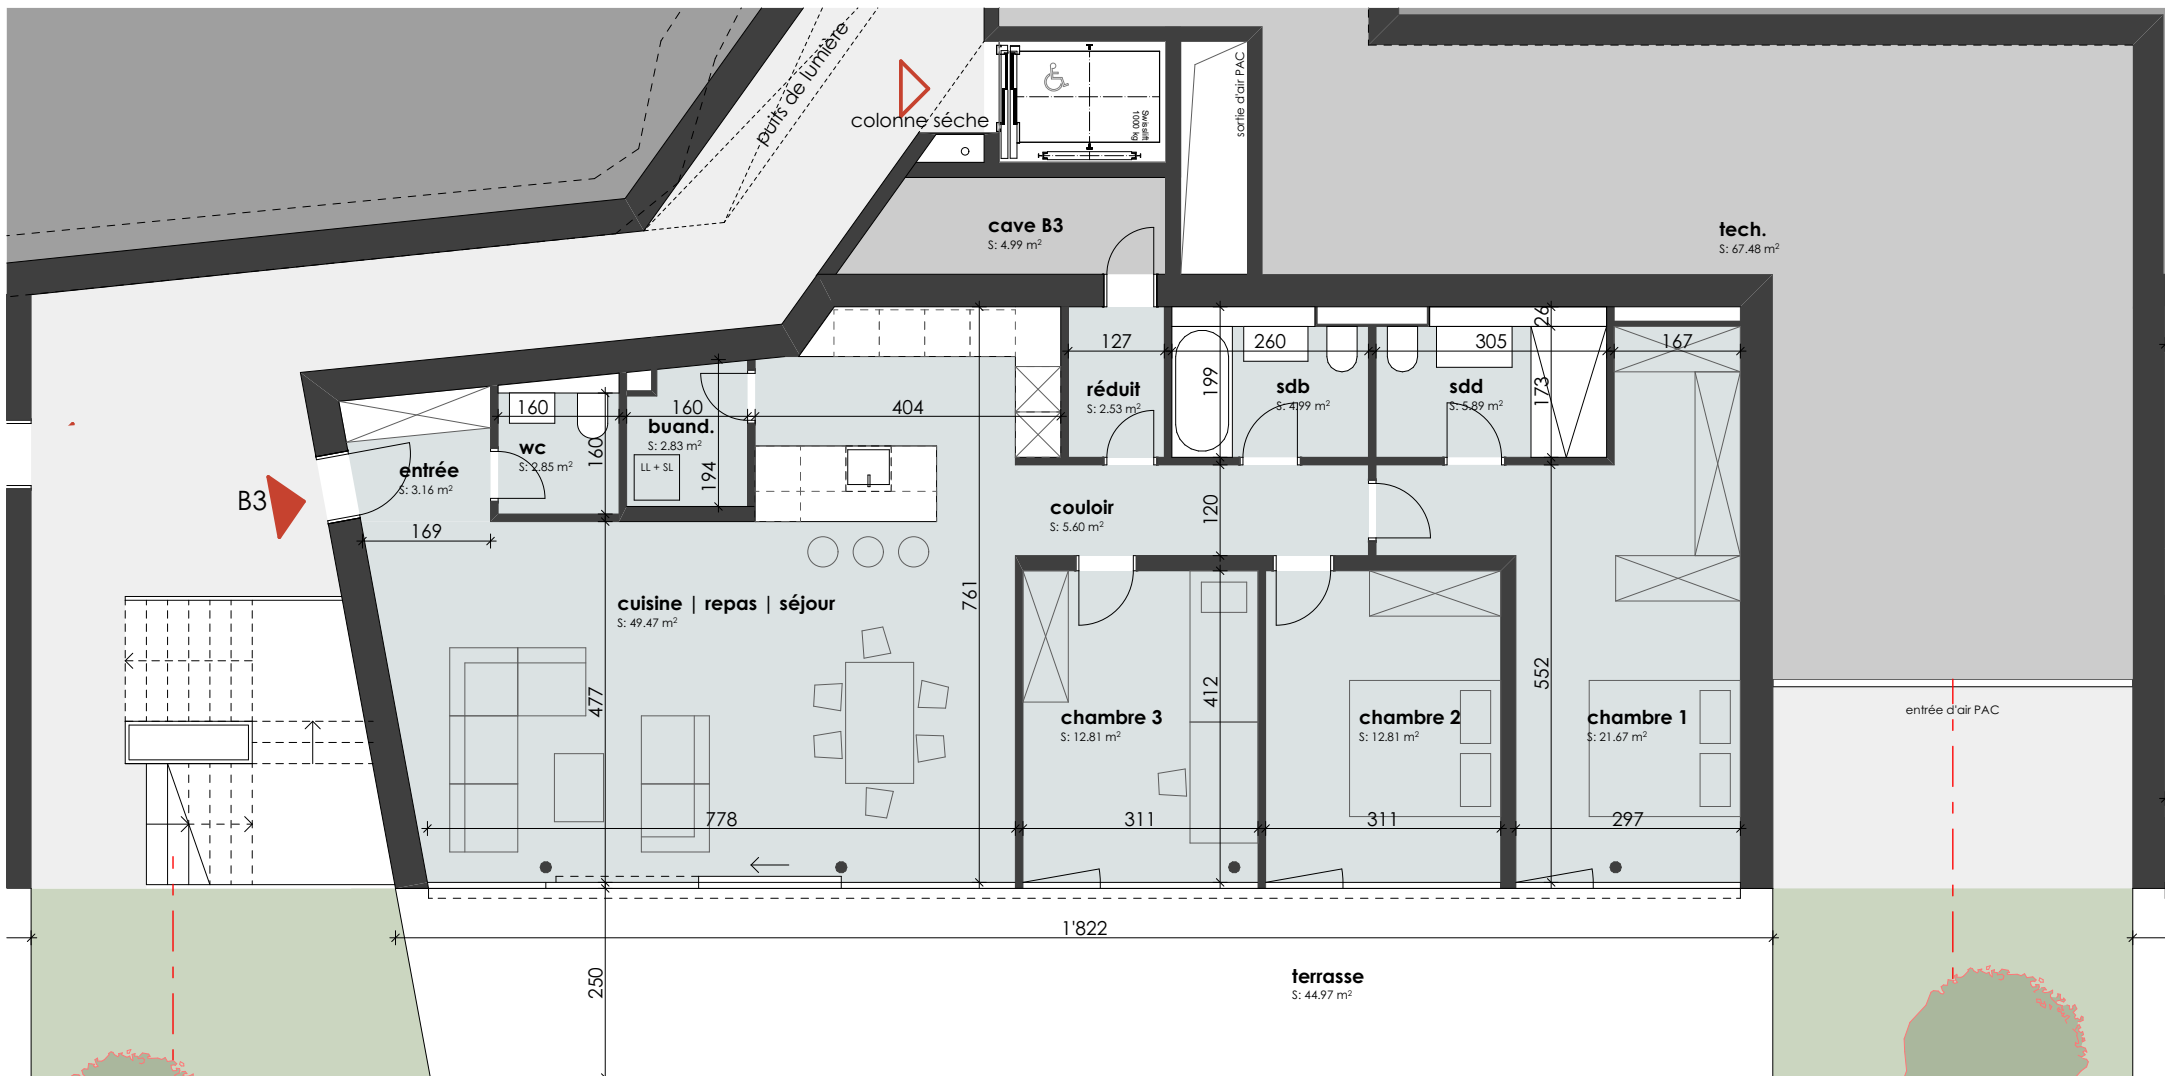 puits de lumière
colonne séche
Swisslift
1000 kg
sortie d'air PAC
cave B3
S: 4.99 m²
tech.
S: 67.48 m²
26
127
260
305
167
réduit
S: 2.53 m²
199
sdb
S: 4.99 m²
sdd
S: 5.89 m²
173
160
160
404
wc
S: 2.85 m²
160
buand.
S: 2.83 m²
LL + SL
194
entrée
S: 3.16 m²
B3
169
couloir
S: 5.60 m²
120
cuisine | repas | séjour
S: 49.47 m²
761
477
412
552
chambre 3
S: 12.81 m²
chambre 2
S: 12.81 m²
chambre 1
S: 21.67 m²
entrée d'air PAC
778
311
311
297
1'822
250
terrasse
S: 44.97 m²